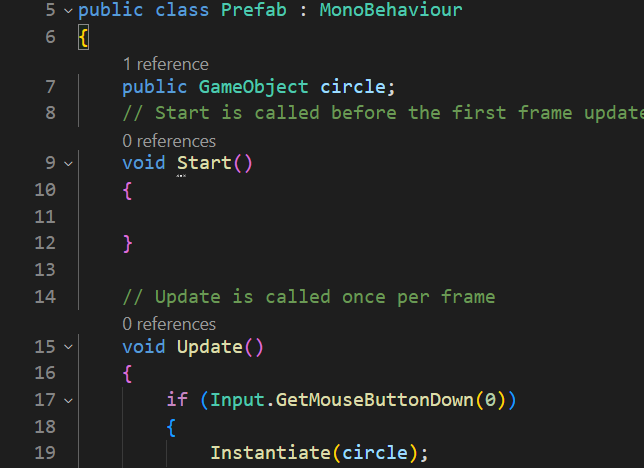 5 public class Prefab : MonoBehaviour
6 {
1 reference
7 public GameObject circle;
8 // Start is called before the first frame update
0 references
9 void Start()
10 {
11
12 }
13
14 // Update is called once per frame
0 references
15 void Update()
16 {
17 if (Input.GetMouseButtonDown(0))
18 {
19 Instantiate(circle);